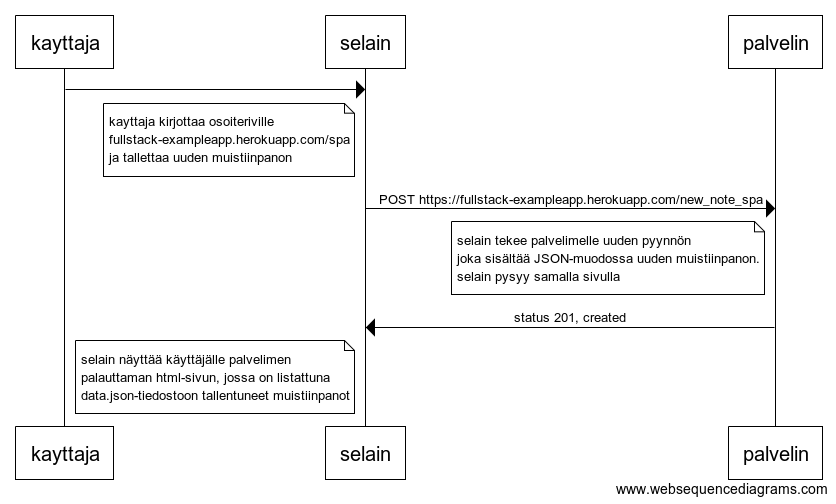 kayttaja
selain
palvelin
kayttaja kirjottaa osoiteriville
fullstack-exampleapp.herokuapp.com/spa
ja tallettaa uuden muistiinpanon
POST https://fullstack-exampleapp.herokuapp.com/new_note_spa
selain tekee palvelimelle uuden pyynnön
joka sisältää JSON-muodossa uuden muistiinpanon.
selain pysyy samalla sivulla
status 201, created
selain näyttää käyttäjälle palvelimen
palauttaman html-sivun, jossa on listattuna
data.json-tiedostoon tallentuneet muistiinpanot
kayttaja
selain
palvelin
www.websequencediagrams.com